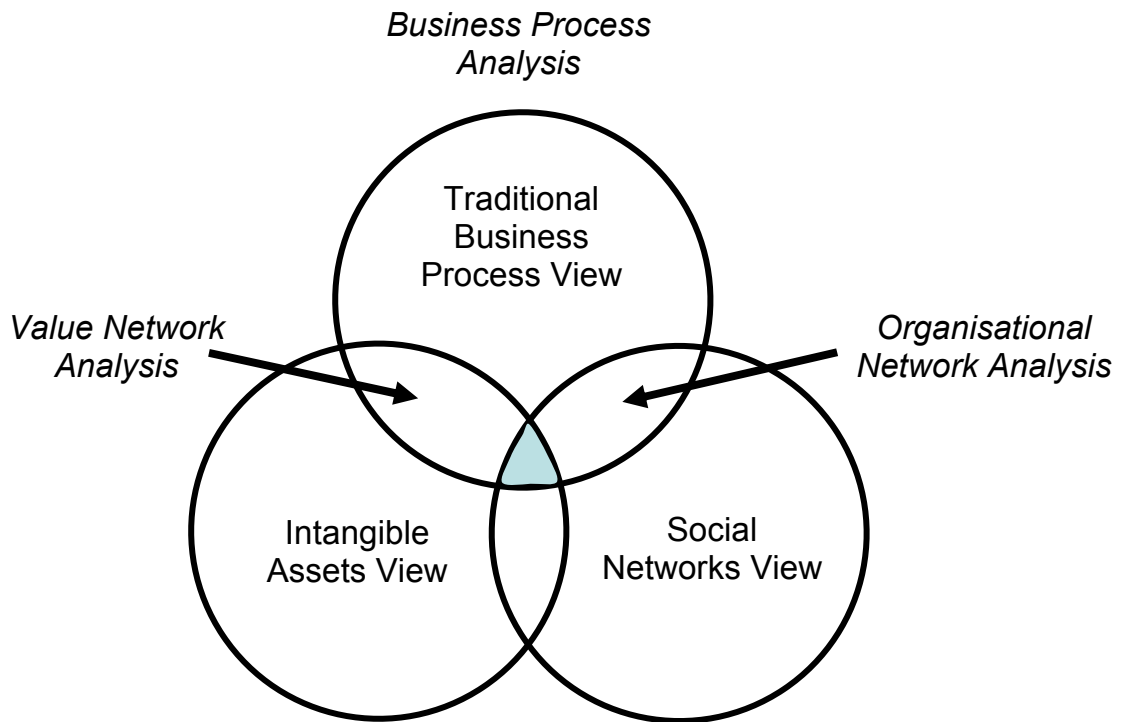 Business Process
Analysis
Traditional
Business
Process View
Value Network
Analysis
Organisational
Network Analysis
Intangible
Assets View
Social
Networks View